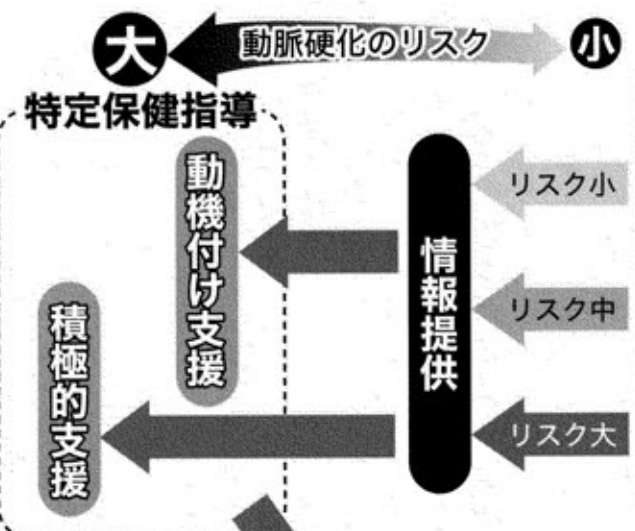 大
動脈硬化のリスク
小
特定保健指導
動機付け支援
積極的支援
情報提供
リスク小
リスク中
リスク大